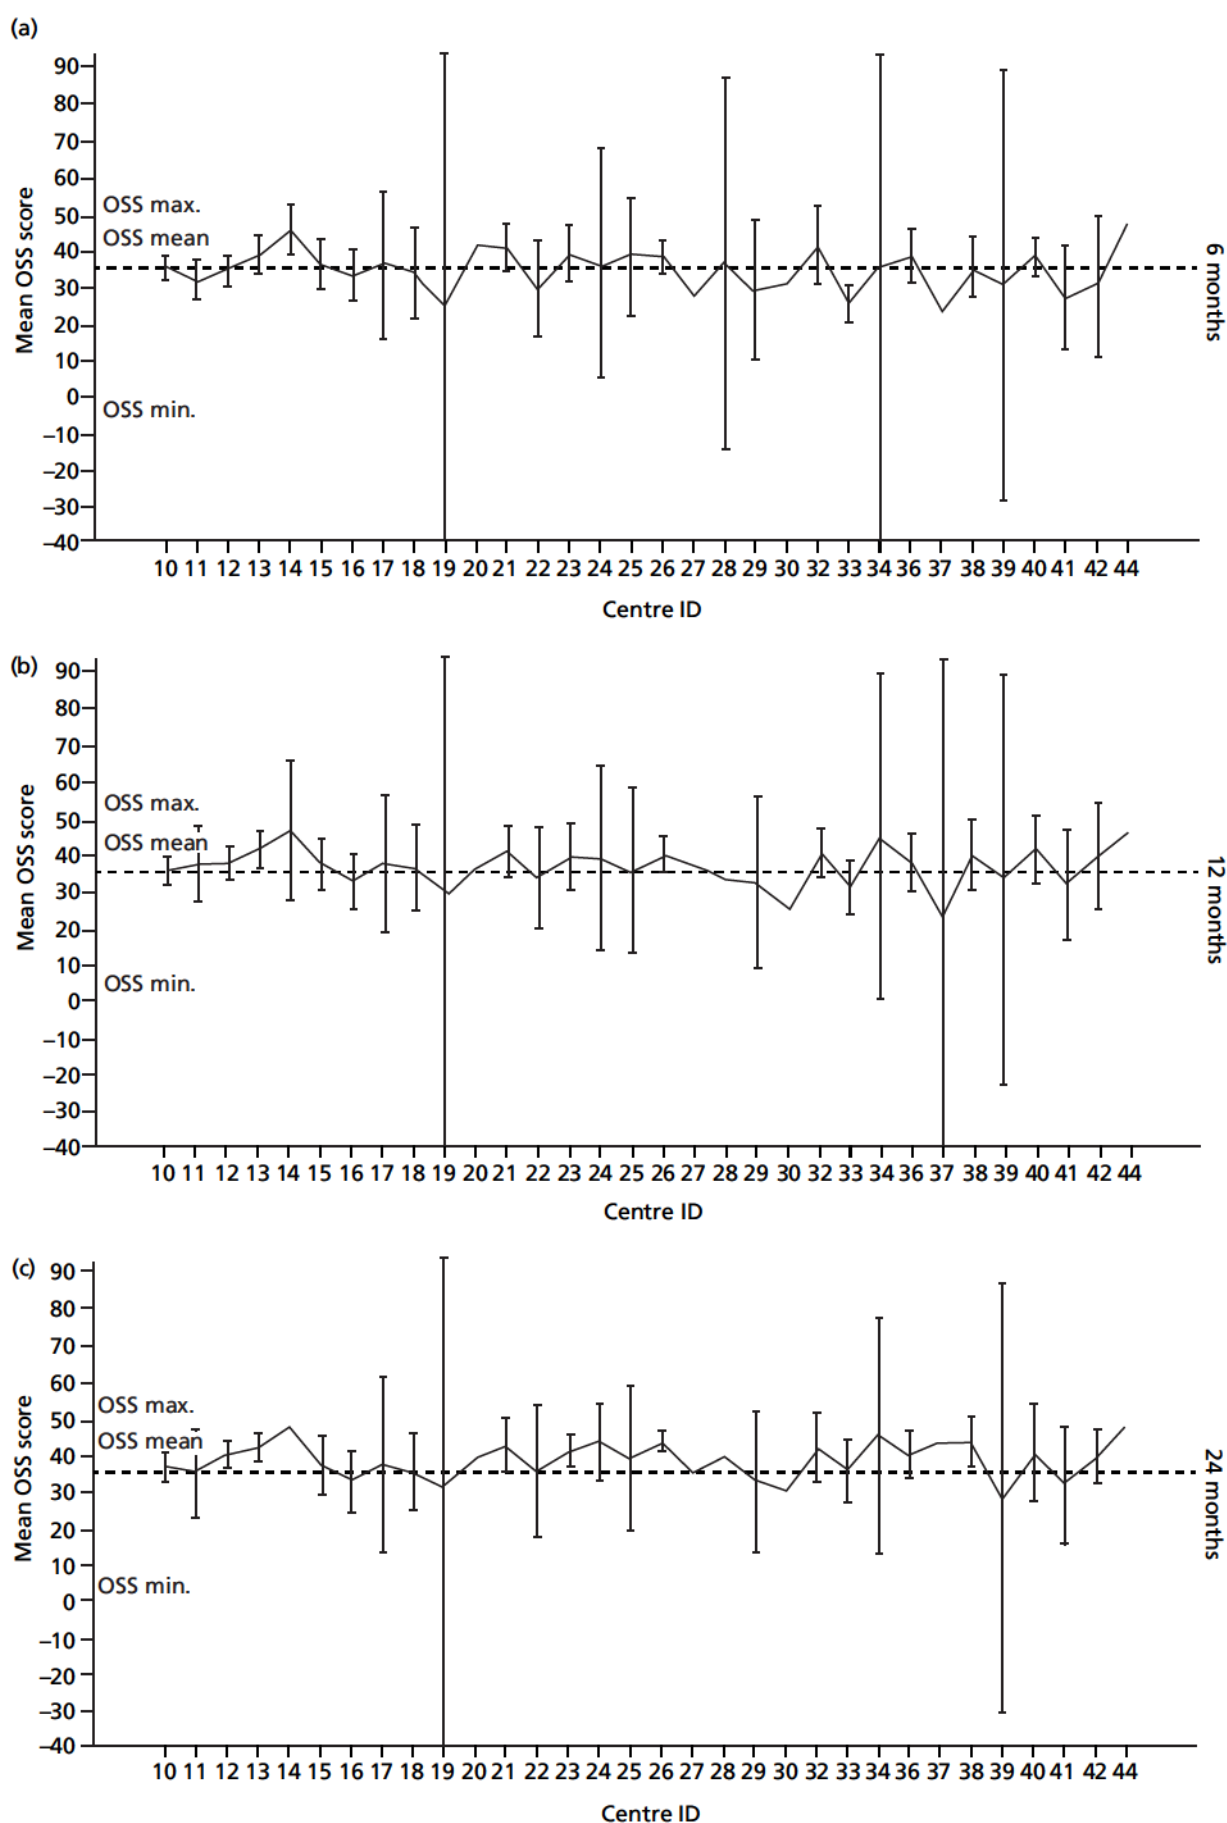 (a)
90
80
70
60
50
40
30
20
10
0
–10
–20
–30
–40
Mean OSS score
OSS max.
OSS mean
OSS min.
6 months
10 11 12 13 14 15 16 17 18 19 20 21 22 23 24 25 26 27 28 29 30 32 33 34 36 37 38 39 40 41 42 44
Centre ID
(b)
90
80
70
60
50
40
30
20
10
0
–10
–20
–30
–40
Mean OSS score
OSS max.
OSS mean
OSS min.
12 months
10 11 12 13 14 15 16 17 18 19 20 21 22 23 24 25 26 27 28 29 30 32 33 34 36 37 38 39 40 41 42 44
Centre ID
(c)
90
80
70
60
50
40
30
20
10
0
–10
–20
–30
–40
Mean OSS score
OSS max.
OSS mean
OSS min.
24 months
10 11 12 13 14 15 16 17 18 19 20 21 22 23 24 25 26 27 28 29 30 32 33 34 36 37 38 39 40 41 42 44
Centre ID